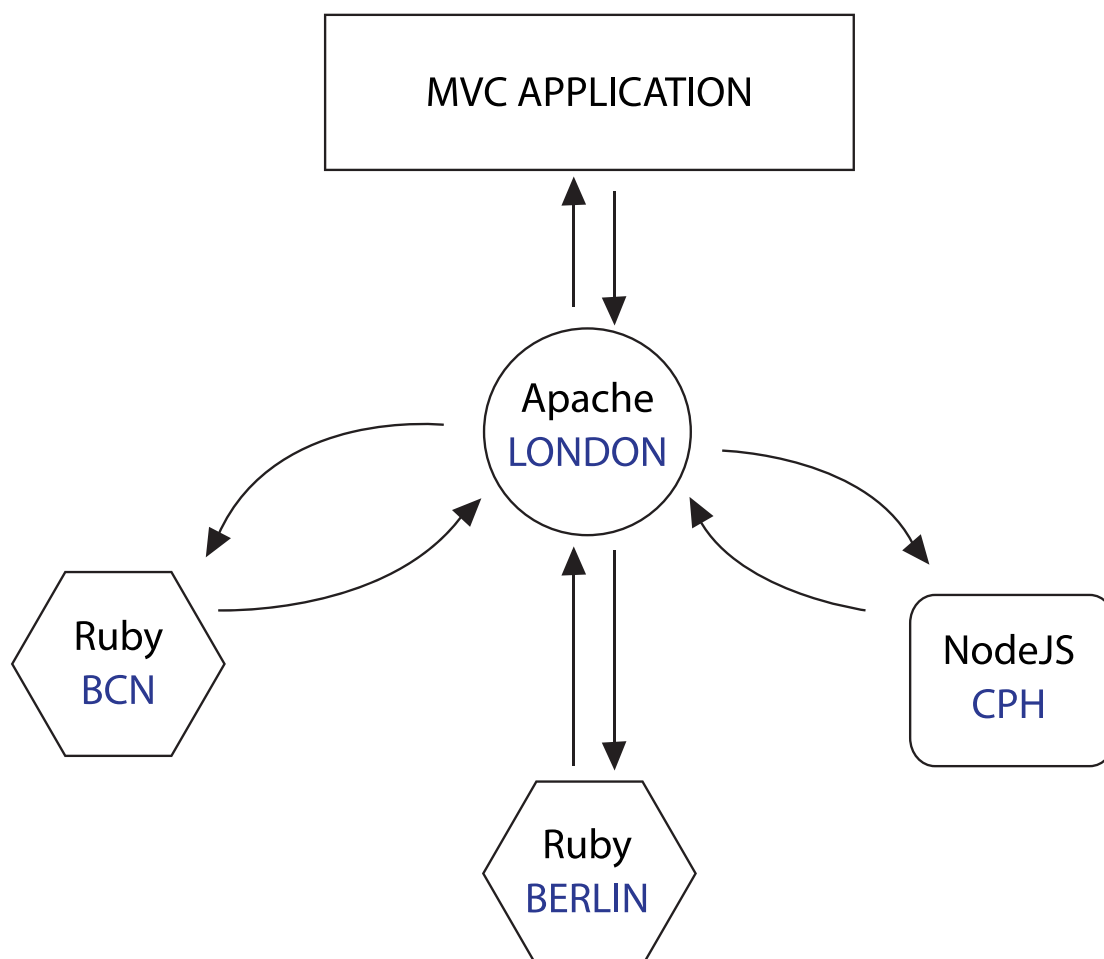 MVC APPLICATION
Apache
LONDON
Ruby
BCN
NodeJS
CPH
Ruby
BERLIN